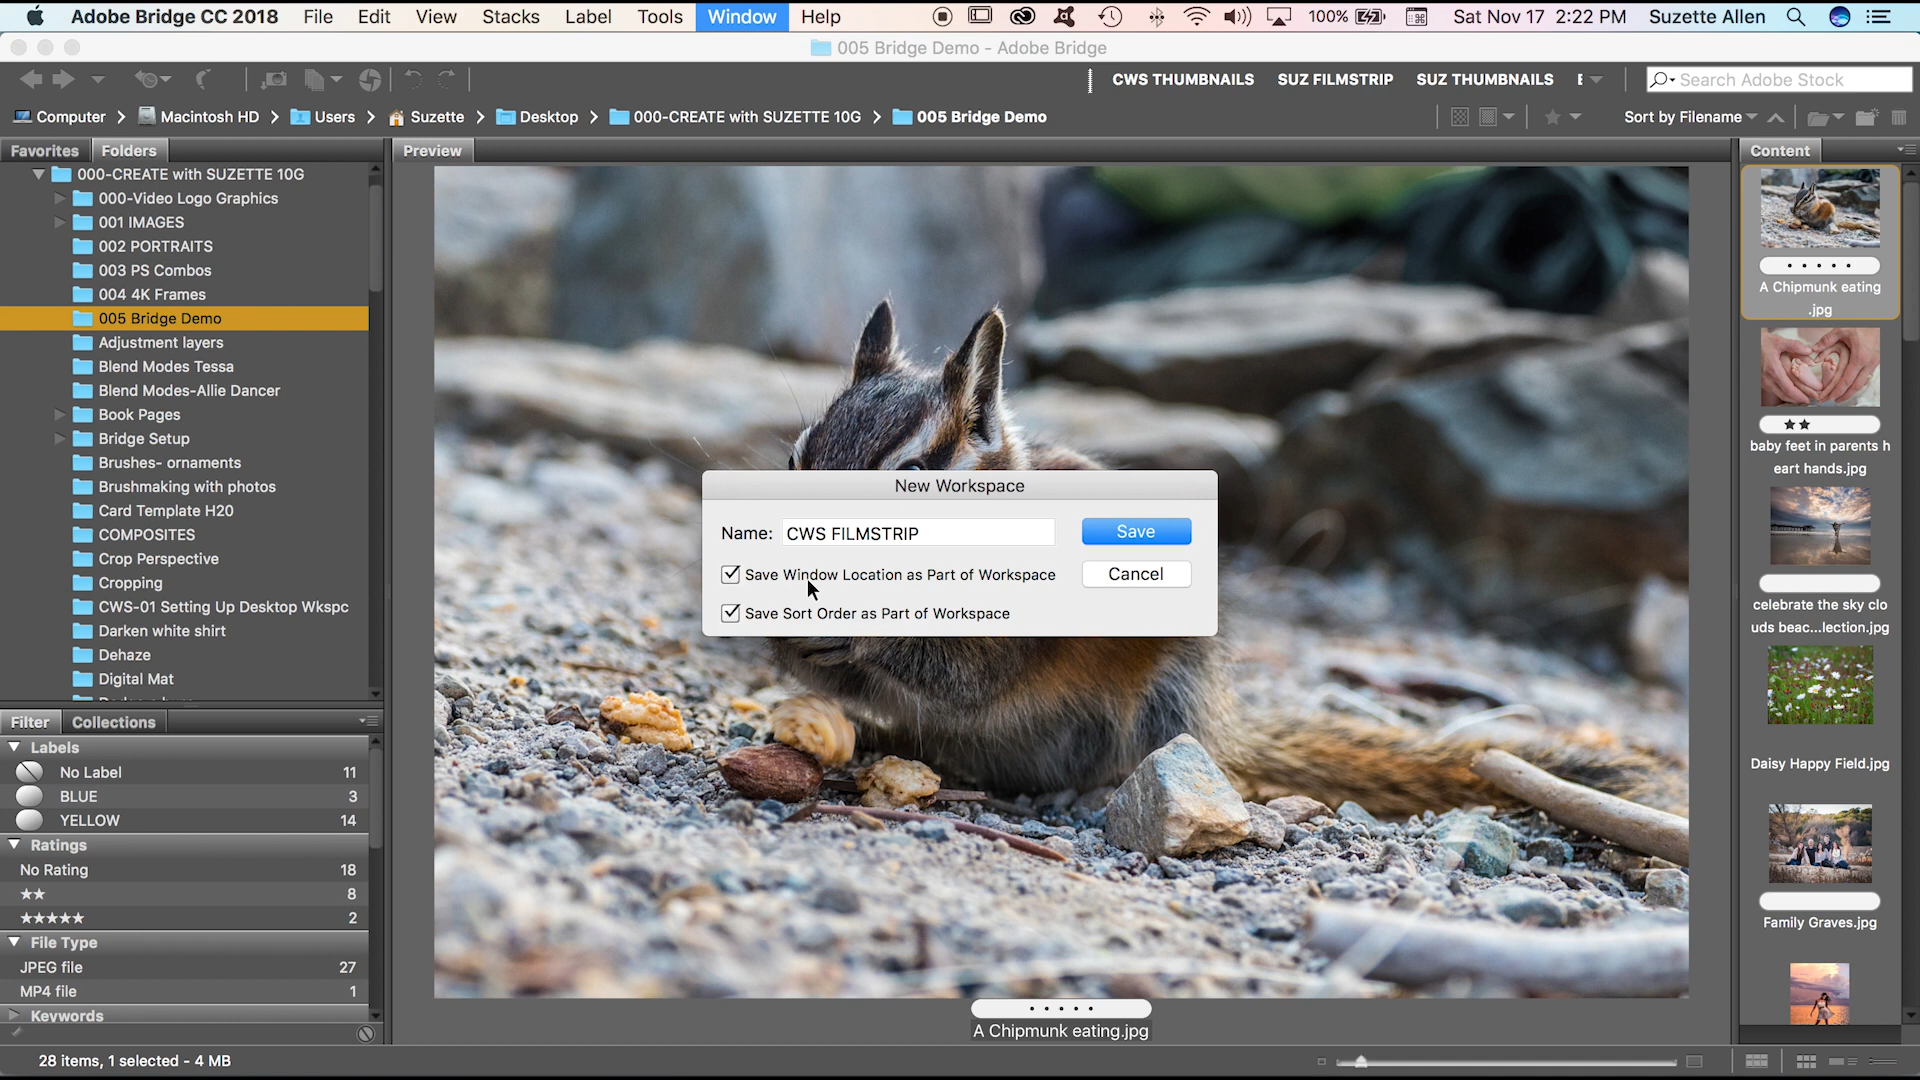 Adobe Bridge CC 2018 File Edit View Stacks Label Tools Window Help 100% Sat Nov 17 2:22 PM Suzette Allen
005 Bridge Demo - Adobe Bridge
CWS THUMBNAILS SUZ FILMSTRIP SUZ THUMBNAILS Search Adobe Stock
Computer Macintosh HD Users Suzette Desktop 000-CREATE with SUZETTE 10G 005 Bridge Demo Sort by Filename
Favorites Folders
000-CREATE with SUZETTE 10G
000-Video Logo Graphics
001 IMAGES
002 PORTRAITS
003 PS Combos
004 4K Frames
005 Bridge Demo
Adjustment layers
Blend Modes Tessa
Blend Modes-Allie Dancer
Book Pages
Bridge Setup
Brushes- ornaments
Brushmaking with photos
Card Template H20
COMPOSITES
Crop Perspective
Cropping
CWS-01 Setting Up Desktop Wkspc
Darken white shirt
Dehaze
Digital Mat
Filter Collections
Labels
No Label 11
BLUE 3
YELLOW 14
Ratings
No Rating 18
★★ 8
★★★★★ 2
File Type
JPEG file 27
MP4 file 1
Keywords
28 items, 1 selected - 4 MB
Preview
New Workspace
Name: CWS FILMSTRIP Save
Save Window Location as Part of Workspace Cancel
Save Sort Order as Part of Workspace
A Chipmunk eating.jpg
Content
A Chipmunk eating
.jpg
★★
baby feet in parents h
eart hands.jpg
celebrate the sky clo
uds beac...lection.jpg
Daisy Happy Field.jpg
Family Graves.jpg